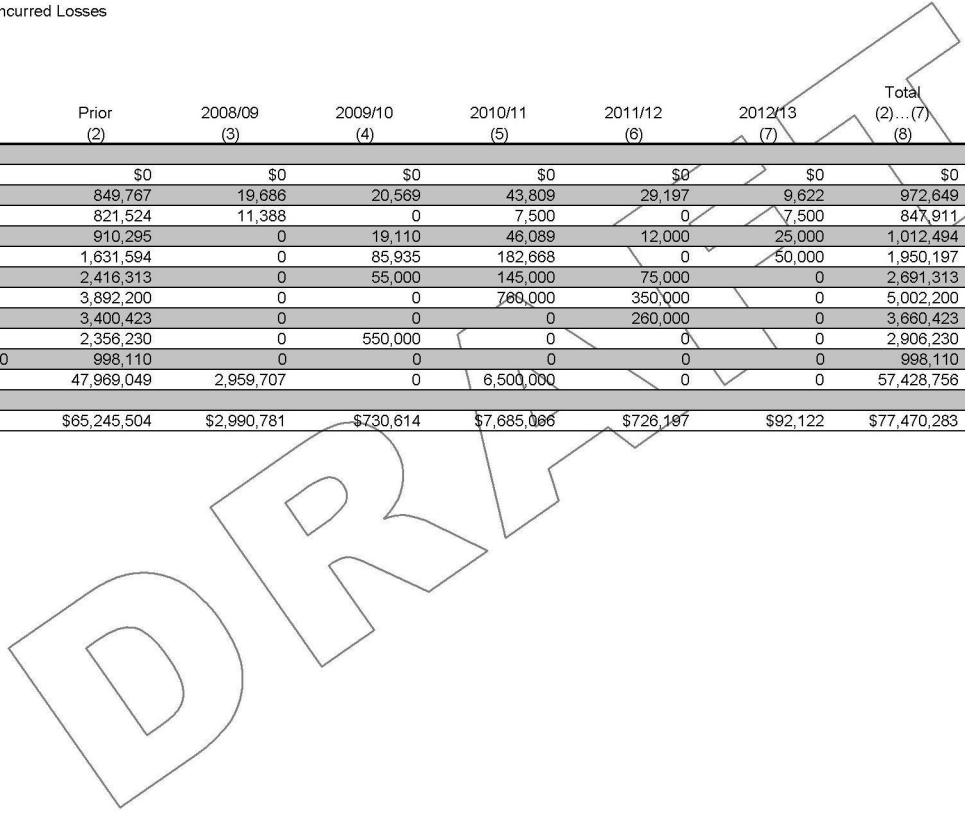 ncurred Losses
Total
Prior 2008/09 2009/10 2010/11 2011/12 2012/13 (2)...(7)
(2) (3) (4) (5) (6) (7) (8)
$0 $0 $0 $0 $0 $0 $0
849,767 19,686 20,569 43,809 29,197 9,622 972,649
821,524 11,388 0 7,500 0 7,500 847,911
910,295 0 19,110 46,089 12,000 25,000 1,012,494
1,631,594 0 85,935 182,668 0 50,000 1,950,197
2,416,313 0 55,000 145,000 75,000 0 2,691,313
3,892,200 0 0 760,000 350,000 0 5,002,200
3,400,423 0 0 0 260,000 0 3,660,423
2,356,230 0 550,000 0 0 0 2,906,230
0 998,110 0 0 0 0 0 998,110
47,969,049 2,959,707 0 6,500,000 0 0 57,428,756
$65,245,504 $2,990,781 $730,614 $7,685,066 $726,197 $92,122 $77,470,283
DRAFT